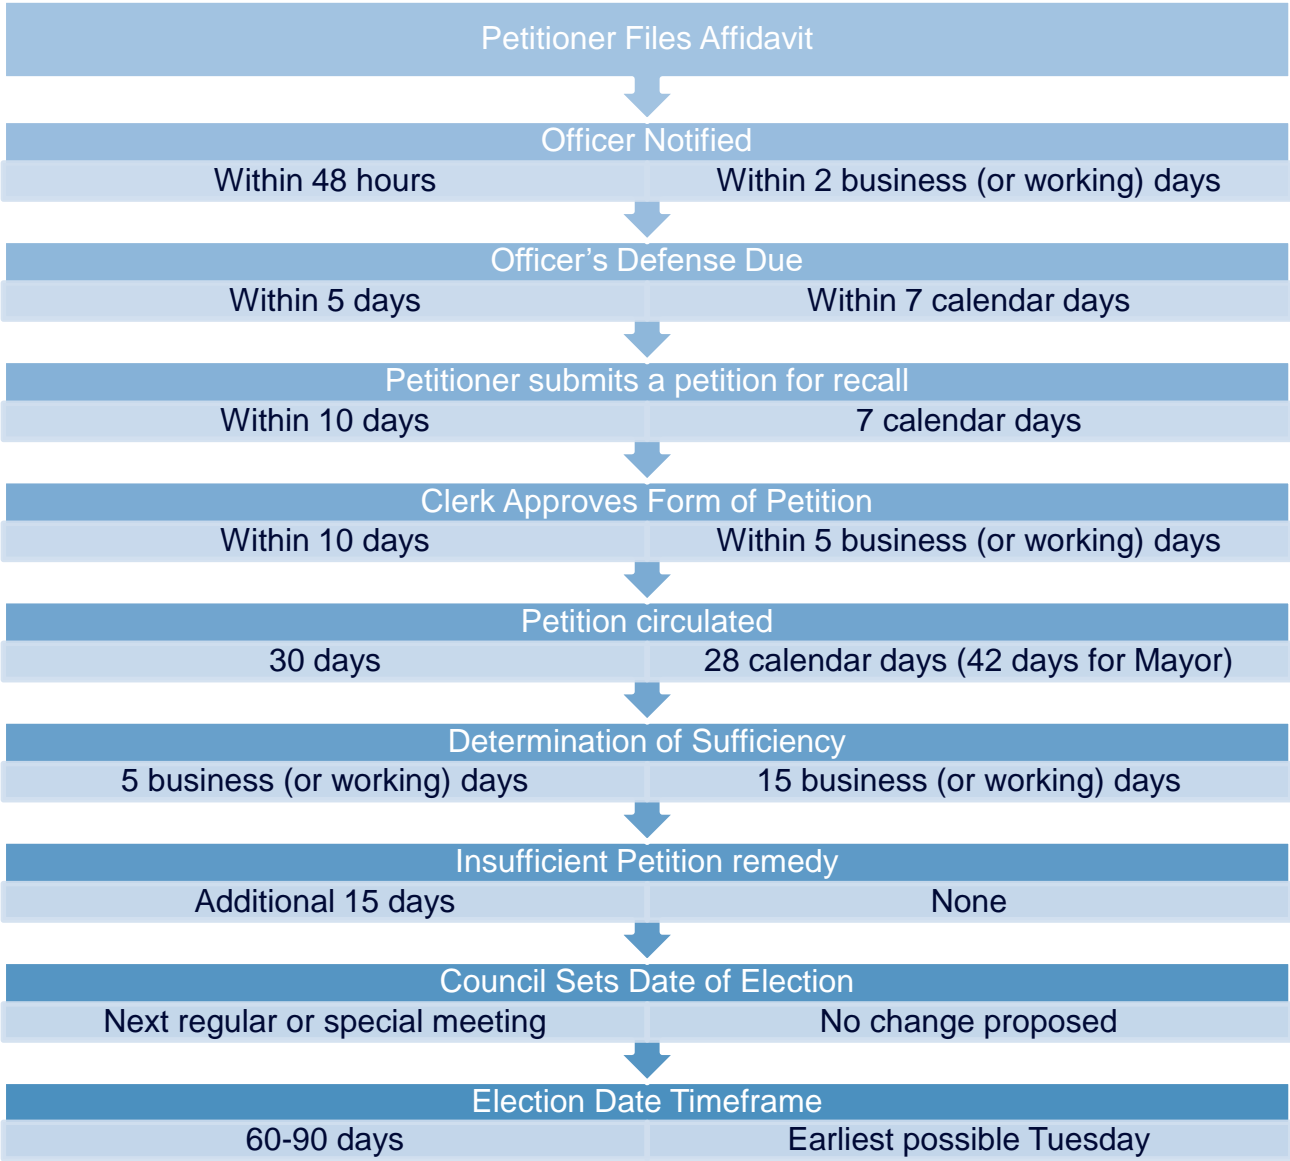 Petitioner Files Affidavit
Officer Notified
Within 48 hours Within 2 business (or working) days
Officer’s Defense Due
Within 5 days Within 7 calendar days
Petitioner submits a petition for recall
Within 10 days 7 calendar days
Clerk Approves Form of Petition
Within 10 days Within 5 business (or working) days
Petition circulated
30 days 28 calendar days (42 days for Mayor)
Determination of Sufficiency
5 business (or working) days 15 business (or working) days
Insufficient Petition remedy
Additional 15 days None
Council Sets Date of Election
Next regular or special meeting No change proposed
Election Date Timeframe
60-90 days Earliest possible Tuesday